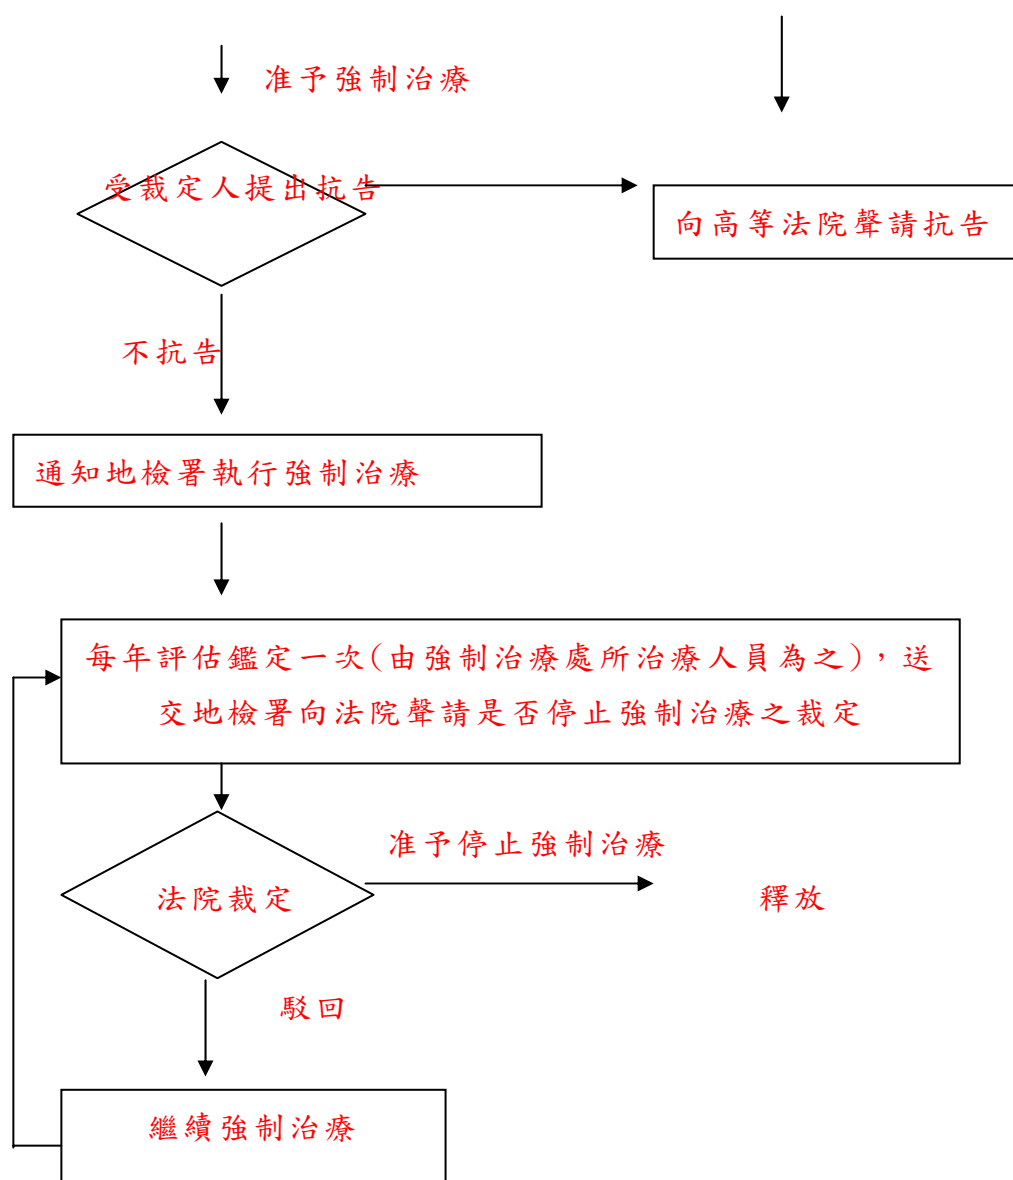 准予強制治療
受裁定人提出抗告
向高等法院聲請抗告
不抗告
通知地檢署執行強制治療
每年評估鑑定一次(由強制治療處所治療人員為之)，送
交地檢署向法院聲請是否停止強制治療之裁定
准予停止強制治療
法院裁定
釋放
駁回
繼續強制治療